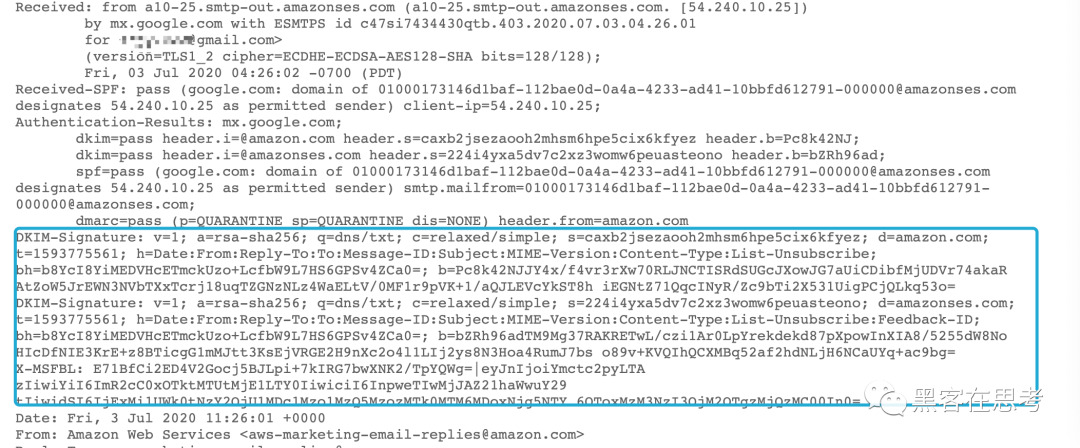 Received: from a10-25.smtp-out.amazonses.com (a10-25.smtp-out.amazonses.com. [54.240.10.25])
by mx.google.com with ESMTPS id c47si7434430qtb.403.2020.07.03.04.26.01
for @gmail.com>
(version=TLS1_2 cipher=ECDHE-ECDSA-AES128-SHA bits=128/128);
Fri, 03 Jul 2020 04:26:02 -0700 (PDT)
Received-SPF: pass (google.com: domain of 01000173146d1baf-112bae0d-0a4a-4233-ad41-10bbfd612791-000000@amazonses.com
designates 54.240.10.25 as permitted sender) client-ip=54.240.10.25;
Authentication-Results: mx.google.com;
dkim=pass header.i=@amazon.com header.s=caxb2jsezaooh2mhsm6hpe5cix6kfyez header.b=Pc8k42NJ;
dkim=pass header.i=@amazonses.com header.s=224i4yxa5dv7c2xz3womw6peuasteono header.b=bZRh96ad;
spf=pass (google.com: domain of 01000173146d1baf-112bae0d-0a4a-4233-ad41-10bbfd612791-000000@amazonses.com
designates 54.240.10.25 as permitted sender) smtp.mailfrom=01000173146d1baf-112bae0d-0a4a-4233-ad41-10bbfd612791-
000000@amazonses.com;
dmarc=pass (p=QUARANTINE sp=QUARANTINE dis=NONE) header.from=amazon.com
DKIM-Signature: v=1; a=rsa-sha256; q=dns/txt; c=relaxed/simple; s=caxb2jsezaooh2mhsm6hpe5cix6kfyez; d=amazon.com;
t=1593775561; h=Date:From:Reply-To:To:Message-ID:Subject:MIME-Version:Content-Type:List-Unsubscribe;
bh=b8YcI8YiMEDVHcETmckUzo+LcfbW9L7HS6GPSv4ZCa0=; b=Pc8k42NJJY4x/f4vr3rXw70RLJNCTISRdSUGcJXowJG7aUiCDibfMjUDVr74akaR
AtZoW5JrEWN3NVbTXxTcrj18uqTZGNzNLz4WaELtV/0MF1r9pVK+1/aQJLEVcYkST8h iEGNtZ71QqcINyR/Zc9bTi2X531UigPCjQLkq53o=
DKIM-Signature: v=1; a=rsa-sha256; q=dns/txt; c=relaxed/simple; s=224i4yxa5dv7c2xz3womw6peuasteono; d=amazonses.com;
t=1593775561; h=Date:From:Reply-To:To:Message-ID:Subject:MIME-Version:Content-Type:List-Unsubscribe:Feedback-ID;
bh=b8YcI8YiMEDVHcETmckUzo+LcfbW9L7HS6GPSv4ZCa0=; b=bZRh96adTM9Mg37RAKRETwL/czilAr0LpYrekdekd87pXpowInXIA8/5255dW8No
HIcDfNIE3KrE+z8BTicgG1mMJtt3KsEjVRGE2H9nXc2o4l1LIj2ys8N3Hoa4RumJ7bs o89v+KVQIhQCXMBq52af2hdNLjH6NCaUYq+ac9bg=
X-MSFBL: E71BfCi2ED4V2Gocj5BJLpi+7kIRG7bwXNK2/TpYQWg=|eyJnIjoiYmctc2pyLTA
zIiwiYiI6ImR2cC0xOTktMTUtMjE1LTY0IiwiciI6InpweTIwMjJAZ21haWwuY29
Date: Fri, 3 Jul 2020 11:26:01 +0000
From: Amazon Web Services <aws-marketing-email-replies@amazon.com>
黑客在思考